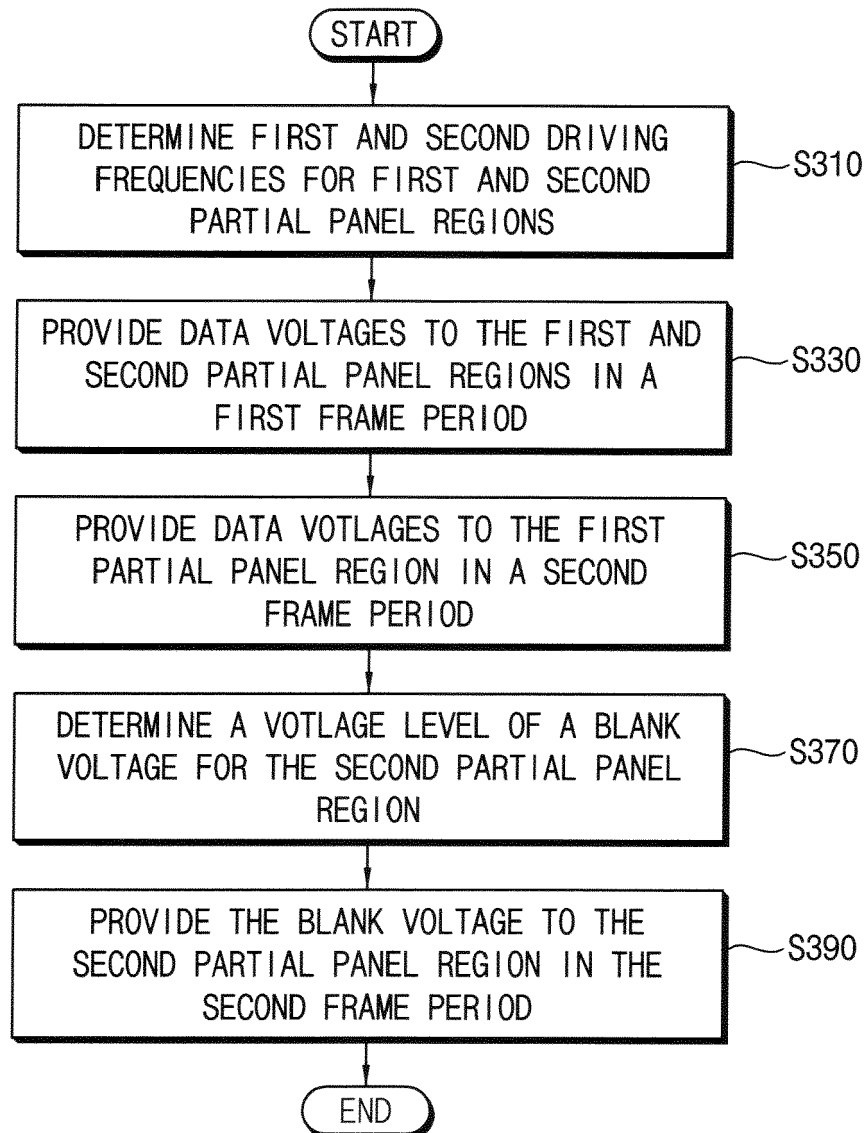 START
DETERMINE FIRST AND SECOND DRIVING
FREQUENCIES FOR FIRST AND SECOND
PARTIAL PANEL REGIONS
S310
PROVIDE DATA VOLTAGES TO THE FIRST AND
SECOND PARTIAL PANEL REGIONS IN A
FIRST FRAME PERIOD
S330
PROVIDE DATA VOTLAGES TO THE FIRST
PARTIAL PANEL REGION IN A SECOND
FRAME PERIOD
S350
DETERMINE A VOTLAGE LEVEL OF A BLANK
VOLTAGE FOR THE SECOND PARTIAL PANEL
REGION
S370
PROVIDE THE BLANK VOLTAGE TO THE
SECOND PARTIAL PANEL REGION IN THE
SECOND FRAME PERIOD
S390
END